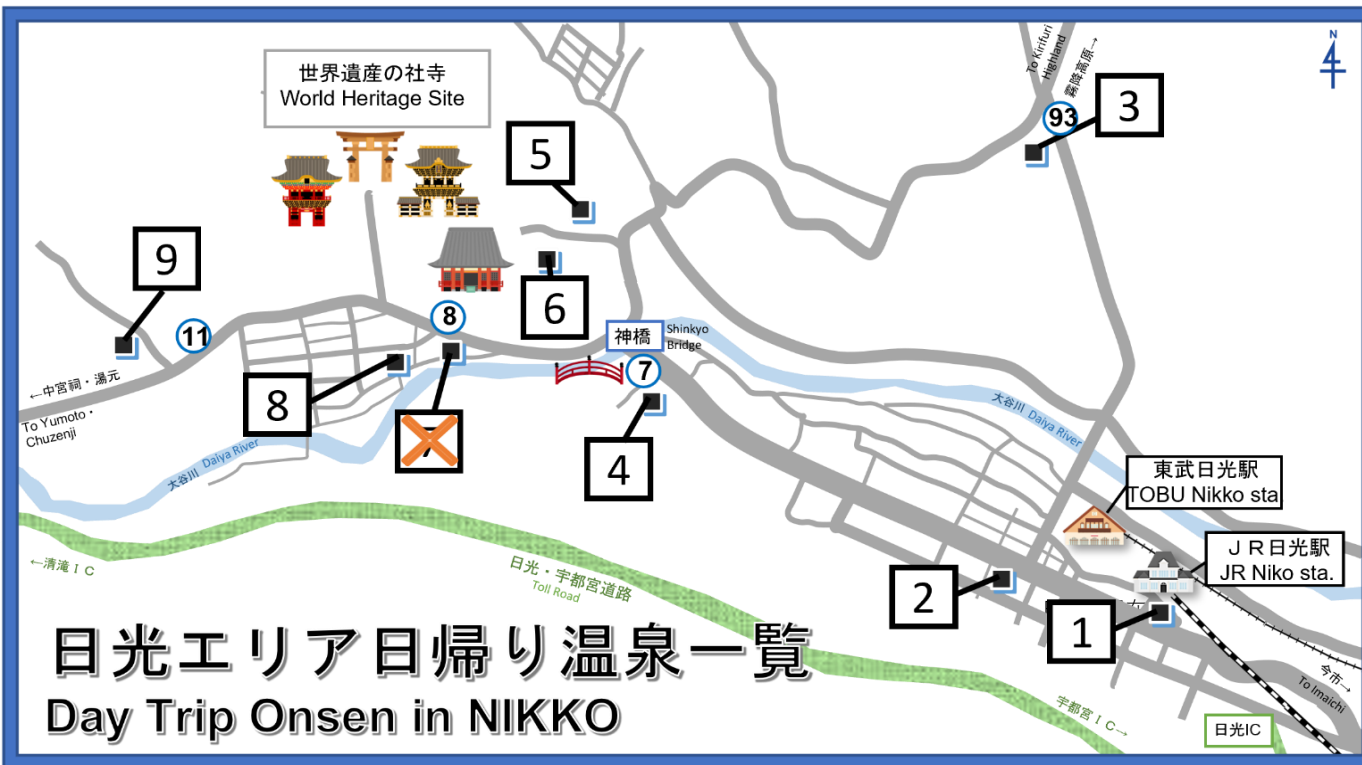 N
To Kirifuri
Highland
霧降高原→
世界遺産の社寺
World Heritage Site
93
3
5
9
6
8
11
神橋
Shinkyo
Bridge
7
←中宮祠・湯元
To Yumoto・
Chuzenji
8
7
4
大谷川 Daiya River
大谷川 Daiya River
東武日光駅
TOBU Nikko sta
ＪＲ日光駅
JR Niko sta.
←清滝ＩＣ
日光・宇都宮道路
Toll Road
2
1
日光エリア日帰り温泉一覧
Day Trip Onsen in NIKKO
今市→
To Imaichi
宇都宮ＩＣ→
日光IC